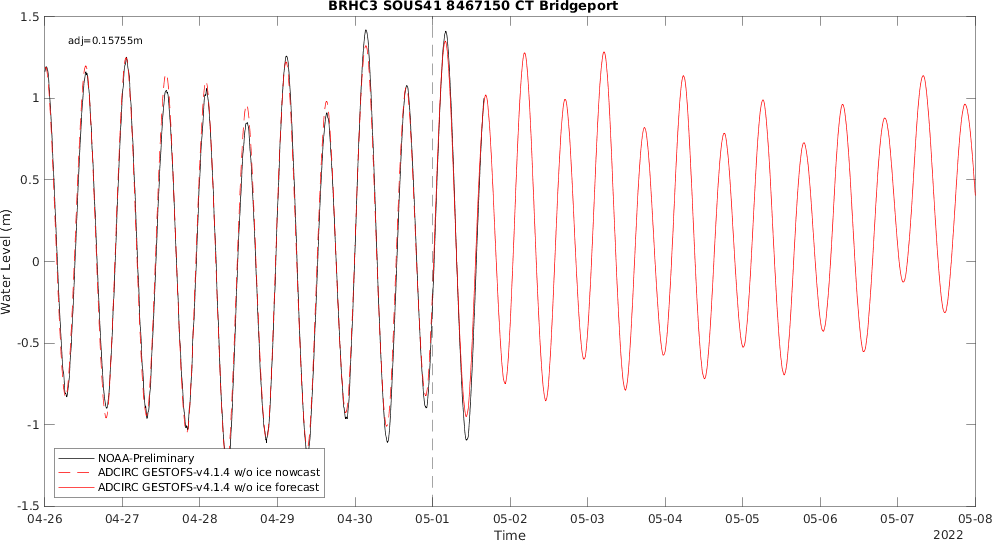 BRHC3 SOUS41 8467150 CT Bridgeport
adj=0.15755m
Water Level (m)
1.5
1
0.5
0
-0.5
-1
-1.5
NOAA-Preliminary
ADCIRC GESTOFS-v4.1.4 w/o ice nowcast
ADCIRC GESTOFS-v4.1.4 w/o ice forecast
04-26 04-27 04-28 04-29 04-30 05-01 05-02 05-03 05-04 05-05 05-06 05-07 05-08
Time
2022